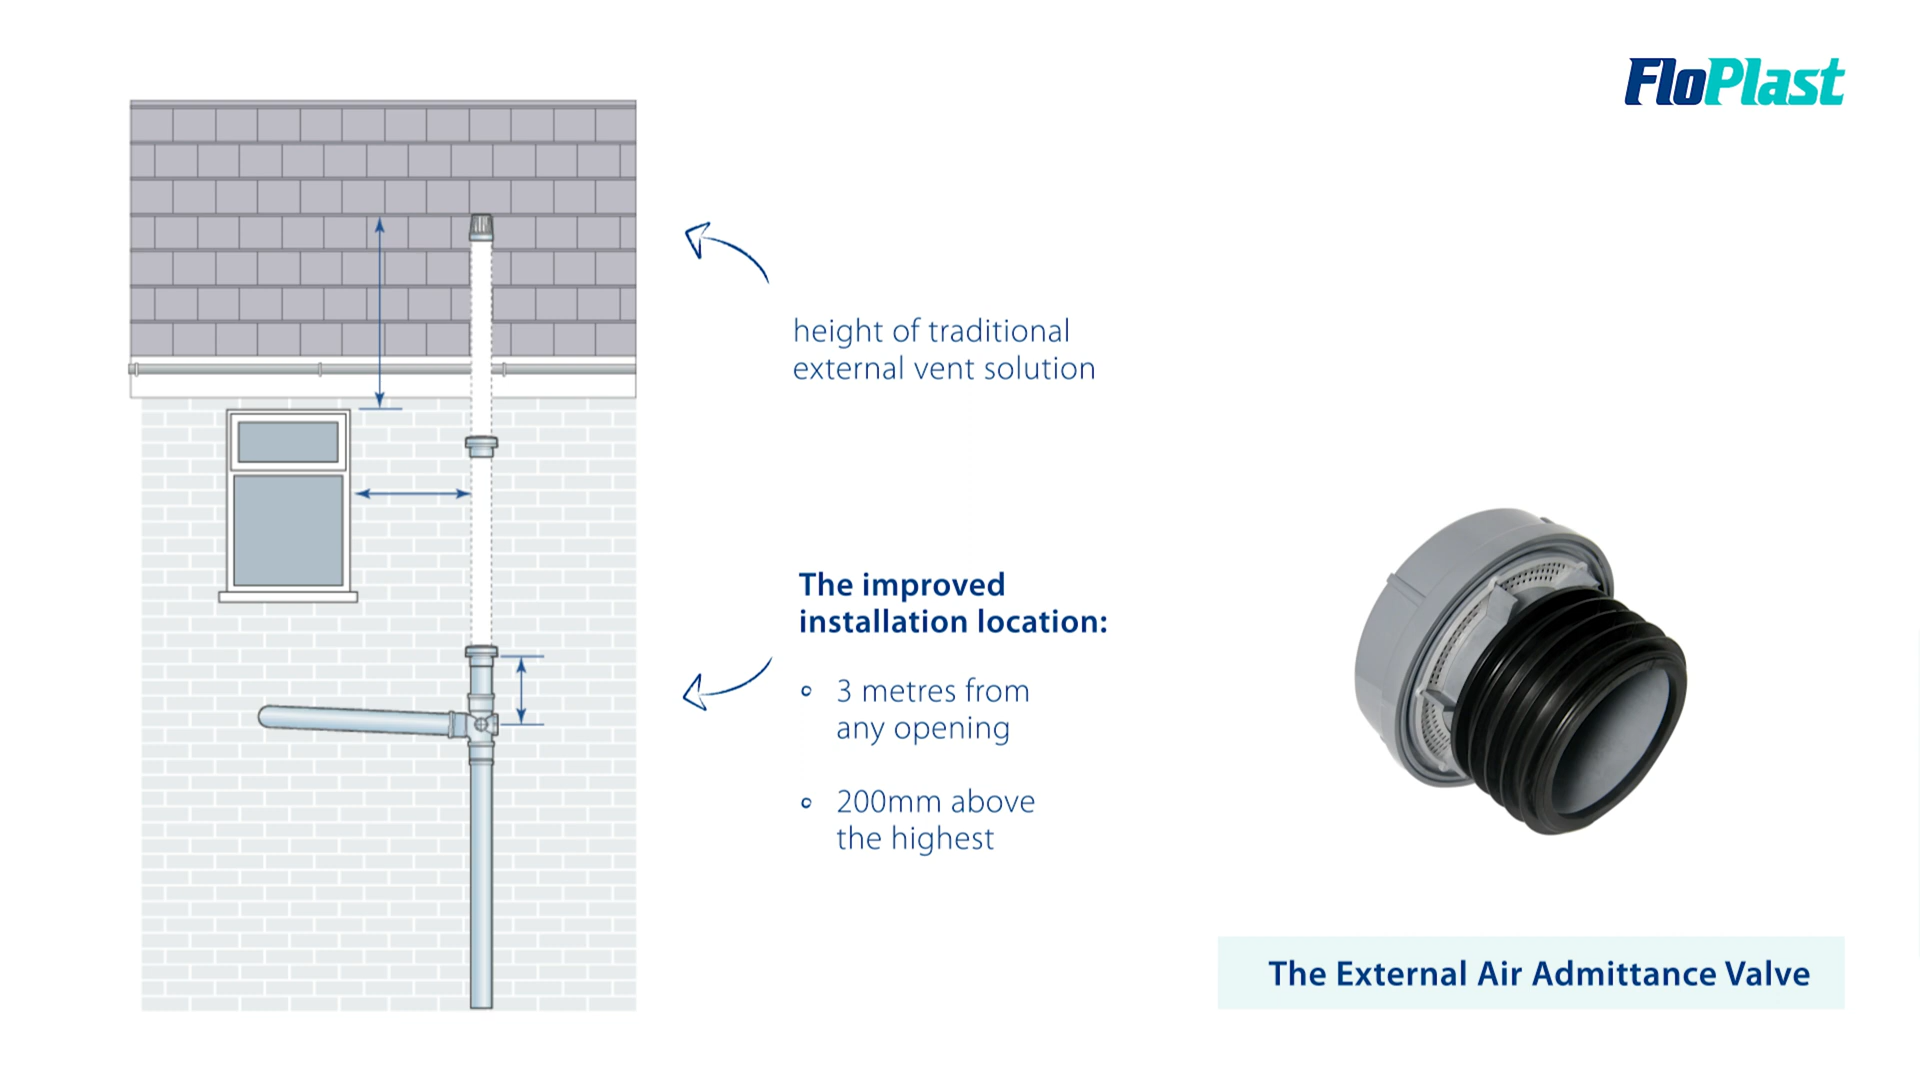 FloPlast
height of traditional
external vent solution
The improved
installation location:
3 metres from
any opening
200mm above
the highest
The External Air Admittance Valve